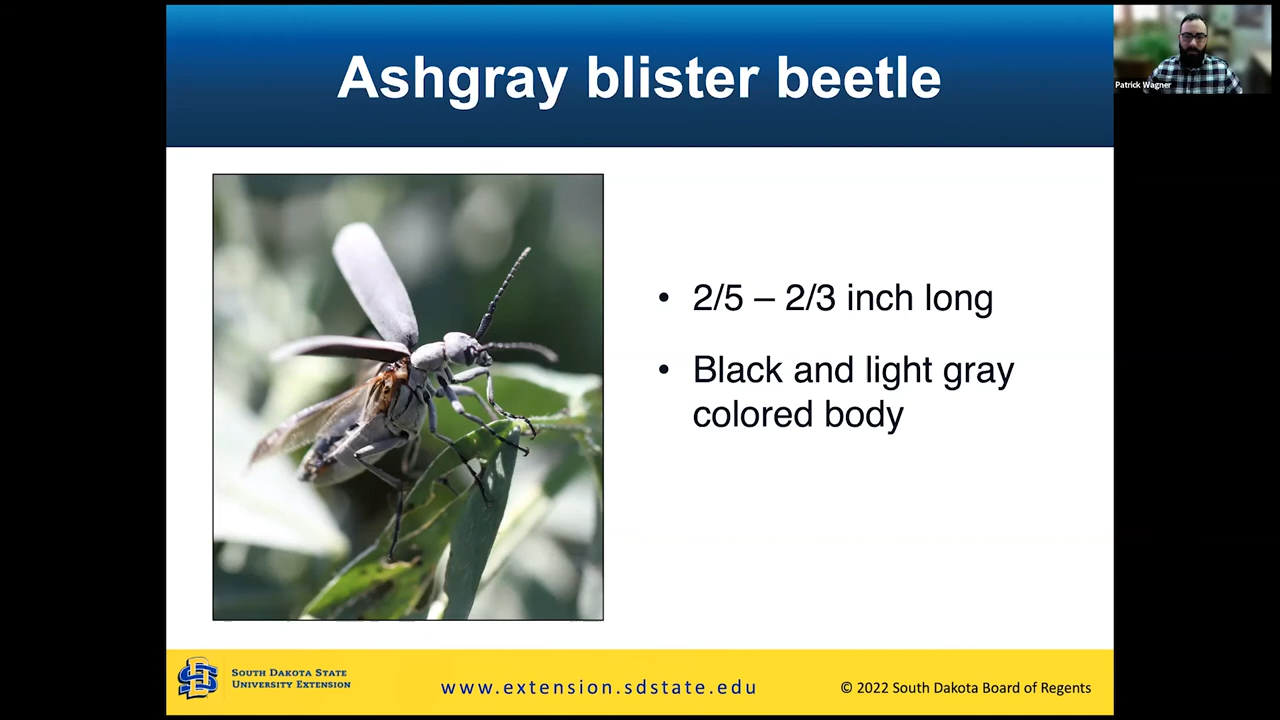 Ashgray blister beetle
Patrick Wagner
• 2/5 – 2/3 inch long
• Black and light gray
colored body
SOUTH DAKOTA STATE
UNIVERSITY EXTENSION
www.extension.sdstate.edu
© 2022 South Dakota Board of Regents